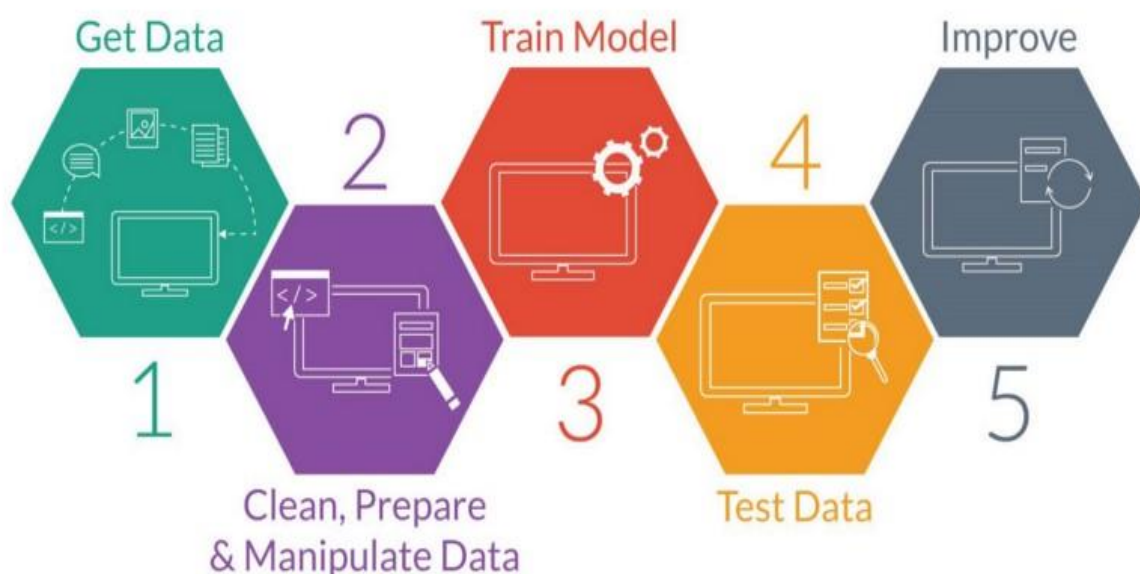 Get Data
1
</>
2
</>
Clean, Prepare
& Manipulate Data
Train Model
3
4
Test Data
Improve
5